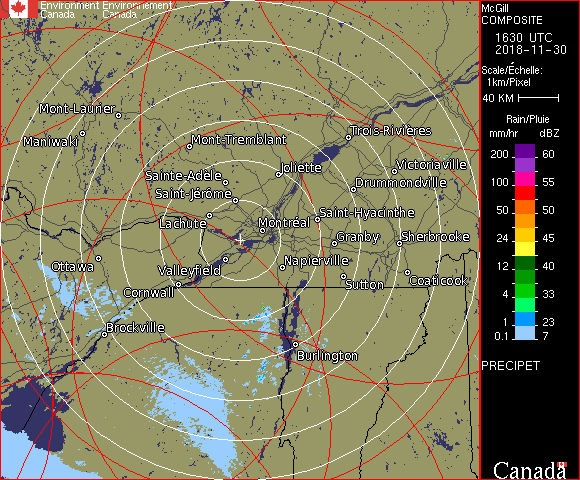 Environment Environnement
Canada Canada
McGill
COMPOSITE
1630 UTC
2018-11-30
Scale/Échelle:
1km/Pixel
40 KM
Rain/Pluie
mm/hr dBZ
200 60
100 55
50 50
24 45
12 40
4 33
1 23
0.1 7
PRECIPET
Canada
Mont-Laurier
Maniwaki
Mont-Tremblant
Trois-Rivières
Joliette
Victoriaville
Sainte-Adèle
Drummondville
Saint-Jérôme
Saint-Hyacinthe
Lachute
Montréal
Granby
Sherbrooke
Ottawa
Valleyfield
Napierville
Sutton
Coaticook
Cornwall
Brockville
Burlington